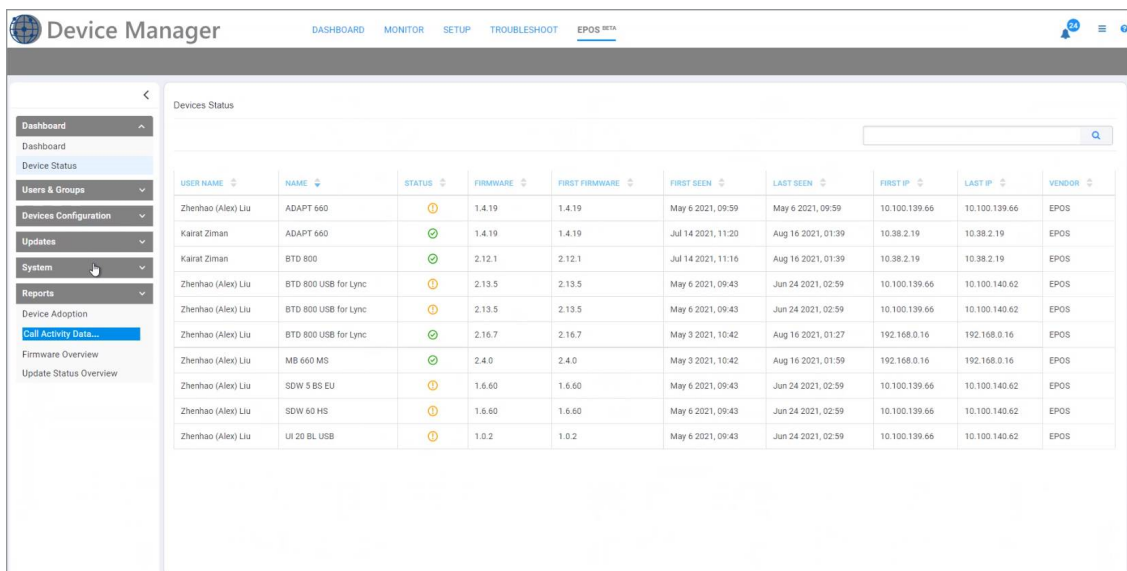 Device Manager
DASHBOARD MONITOR SETUP TROUBLESHOOT EPOS BETA
24
Devices Status
Dashboard
Dashboard
Device Status
Users & Groups
Devices Configuration
Updates
System
Reports
Device Adoption
Call Activity Data...
Firmware Overview
Update Status Overview
USER NAME NAME STATUS FIRMWARE FIRST FIRMWARE FIRST SEEN LAST SEEN FIRST IP LAST IP VENDOR
Zhenhao (Alex) Liu ADAPT 660 1.4.19 1.4.19 May 6 2021, 09:59 May 6 2021, 09:59 10.100.139.66 10.100.139.66 EPOS
Kairat Ziman ADAPT 660 1.4.19 1.4.19 Jul 14 2021, 11:20 Aug 16 2021, 01:39 10.38.2.19 10.38.2.19 EPOS
Kairat Ziman BTD 800 2.12.1 2.12.1 Jul 14 2021, 11:16 Aug 16 2021, 01:39 10.38.2.19 10.38.2.19 EPOS
Zhenhao (Alex) Liu BTD 800 USB for Lync 2.13.5 2.13.5 May 6 2021, 09:43 Jun 24 2021, 02:59 10.100.139.66 10.100.140.62 EPOS
Zhenhao (Alex) Liu BTD 800 USB for Lync 2.13.5 2.13.5 May 6 2021, 09:43 Jun 24 2021, 02:59 10.100.139.66 10.100.140.62 EPOS
Zhenhao (Alex) Liu BTD 800 USB for Lync 2.16.7 2.16.7 May 3 2021, 10:42 Aug 16 2021, 01:27 192.168.0.16 192.168.0.16 EPOS
Zhenhao (Alex) Liu MB 660 MS 2.4.0 2.4.0 May 3 2021, 10:42 Aug 16 2021, 01:59 192.168.0.16 192.168.0.16 EPOS
Zhenhao (Alex) Liu SDW 5 BS EU 1.6.60 1.6.60 May 6 2021, 09:43 Jun 24 2021, 02:59 10.100.139.66 10.100.140.62 EPOS
Zhenhao (Alex) Liu SDW 60 HS 1.6.60 1.6.60 May 6 2021, 09:43 Jun 24 2021, 02:59 10.100.139.66 10.100.140.62 EPOS
Zhenhao (Alex) Liu UI 20 BL USB 1.0.2 1.0.2 May 6 2021, 09:43 Jun 24 2021, 02:59 10.100.139.66 10.100.140.62 EPOS